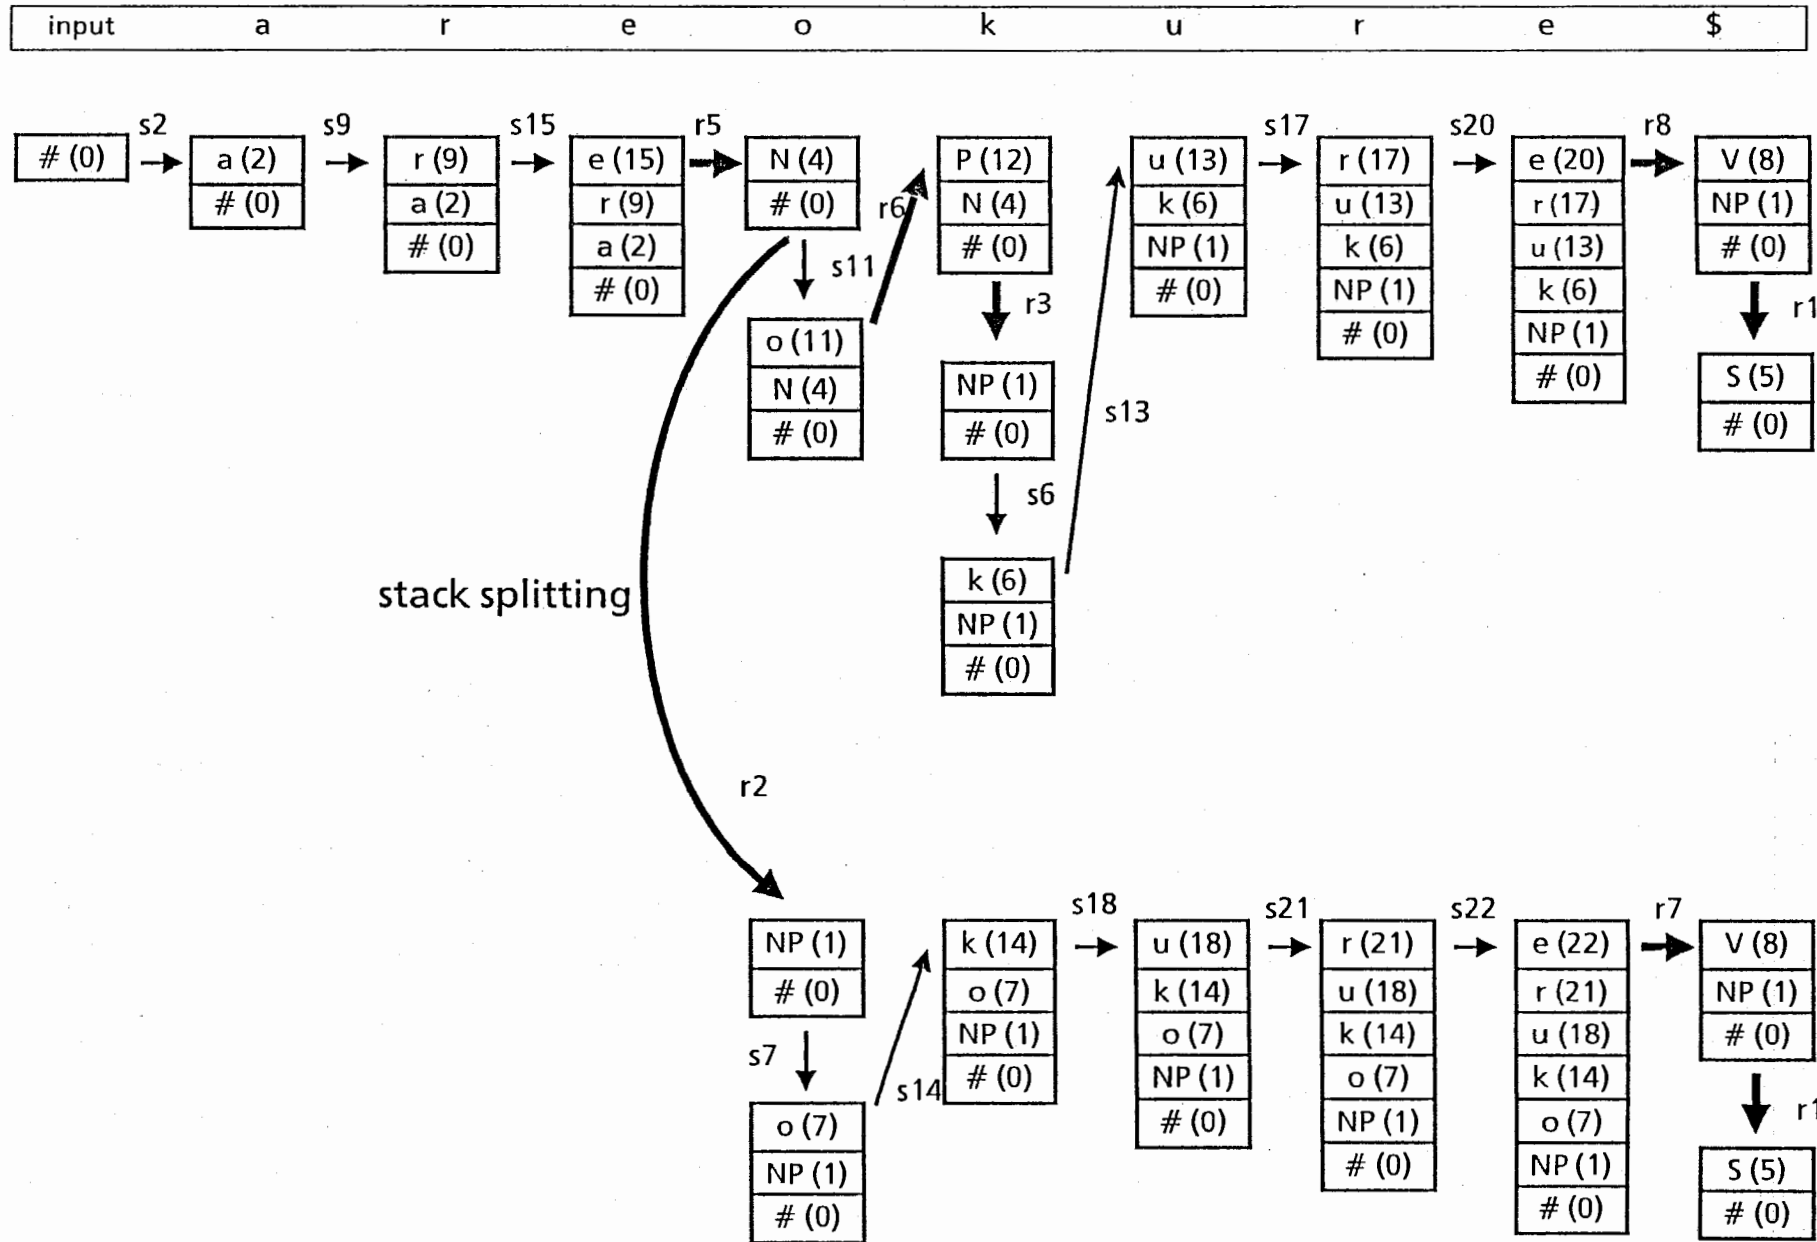 input a r e o k u r e $
s2 s9 s15 r5 s17 s20 r8
# (0) a (2) r (9) e (15) N (4) P (12) u (13) r (17) e (20) V (8)
# (0) a (2) r (9) # (0) r6 N (4) k (6) u (13) r (17) NP (1)
# (0) a (2) s11 # (0) NP (1) k (6) u (13) # (0)
# (0) r3 # (0) NP (1) k (6) r1
o (11) # (0) NP (1)
N (4) NP (1) # (0) S (5)
# (0) # (0) s13 # (0)
s6
stack splitting k (6)
NP (1)
# (0)
r2
s18 s21 s22 r7
NP (1) k (14) u (18) r (21) e (22) V (8)
# (0) o (7) k (14) u (18) r (21) NP (1)
NP (1) o (7) k (14) u (18) # (0)
s7 s14 # (0) NP (1) o (7) k (14)
o (7) # (0) NP (1) o (7) r1
NP (1) # (0) NP (1) S (5)
# (0) # (0) # (0)